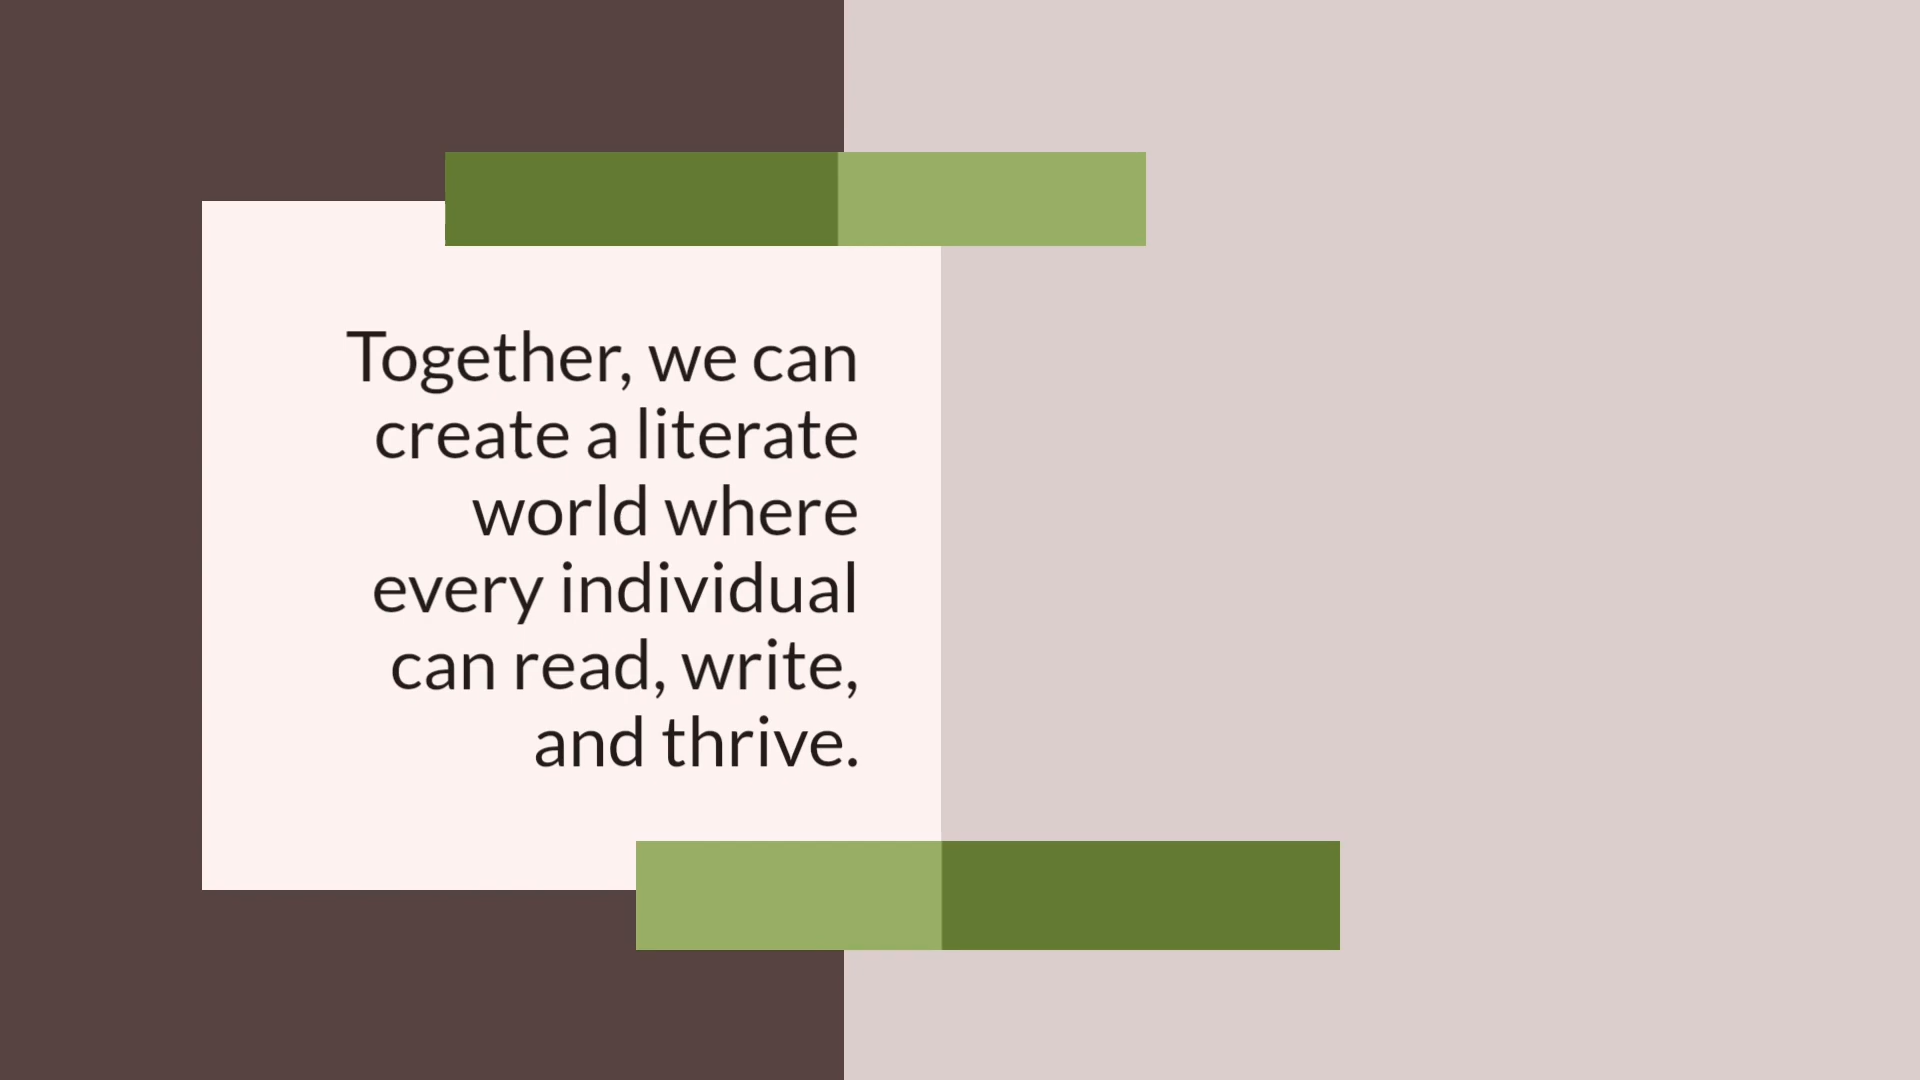 Together, we can
create a literate
world where
every individual
can read, write,
and thrive.